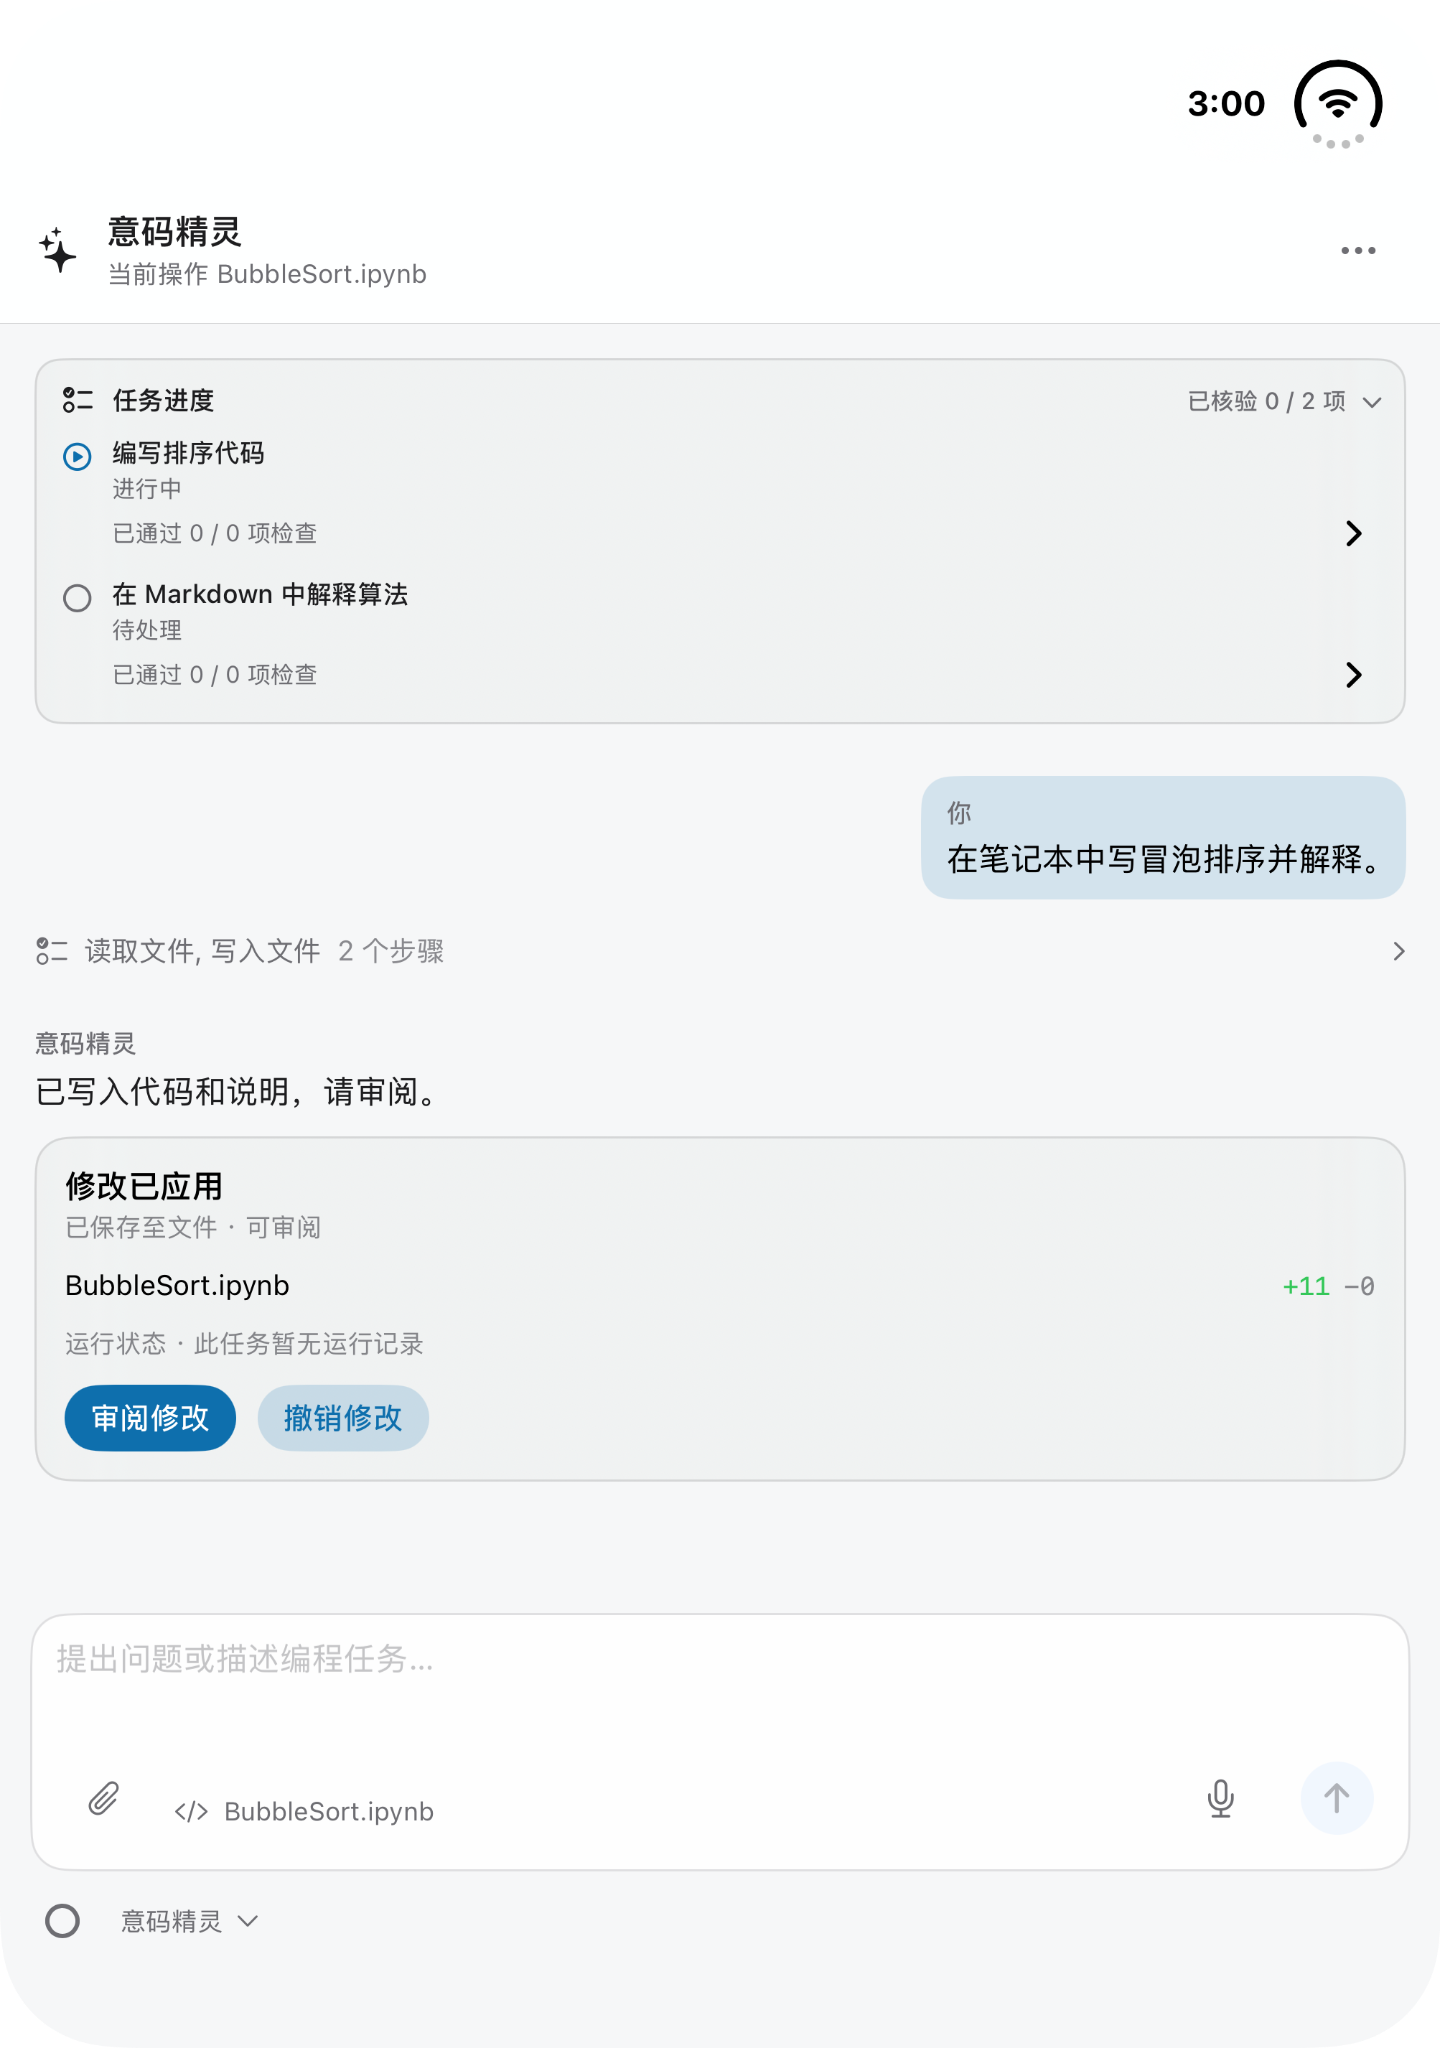 3:00
意码精灵
当前操作 BubbleSort.ipynb
任务进度
已核验 0 / 2 项
编写排序代码
进行中
已通过 0 / 0 项检查
在 Markdown 中解释算法
待处理
已通过 0 / 0 项检查
你
在笔记本中写冒泡排序并解释。
读取文件, 写入文件 2 个步骤
意码精灵
已写入代码和说明，请审阅。
修改已应用
已保存至文件 · 可审阅
BubbleSort.ipynb +11 −0
运行状态 · 此任务暂无运行记录
审阅修改 撤销修改
提出问题或描述编程任务...
</> BubbleSort.ipynb
意码精灵